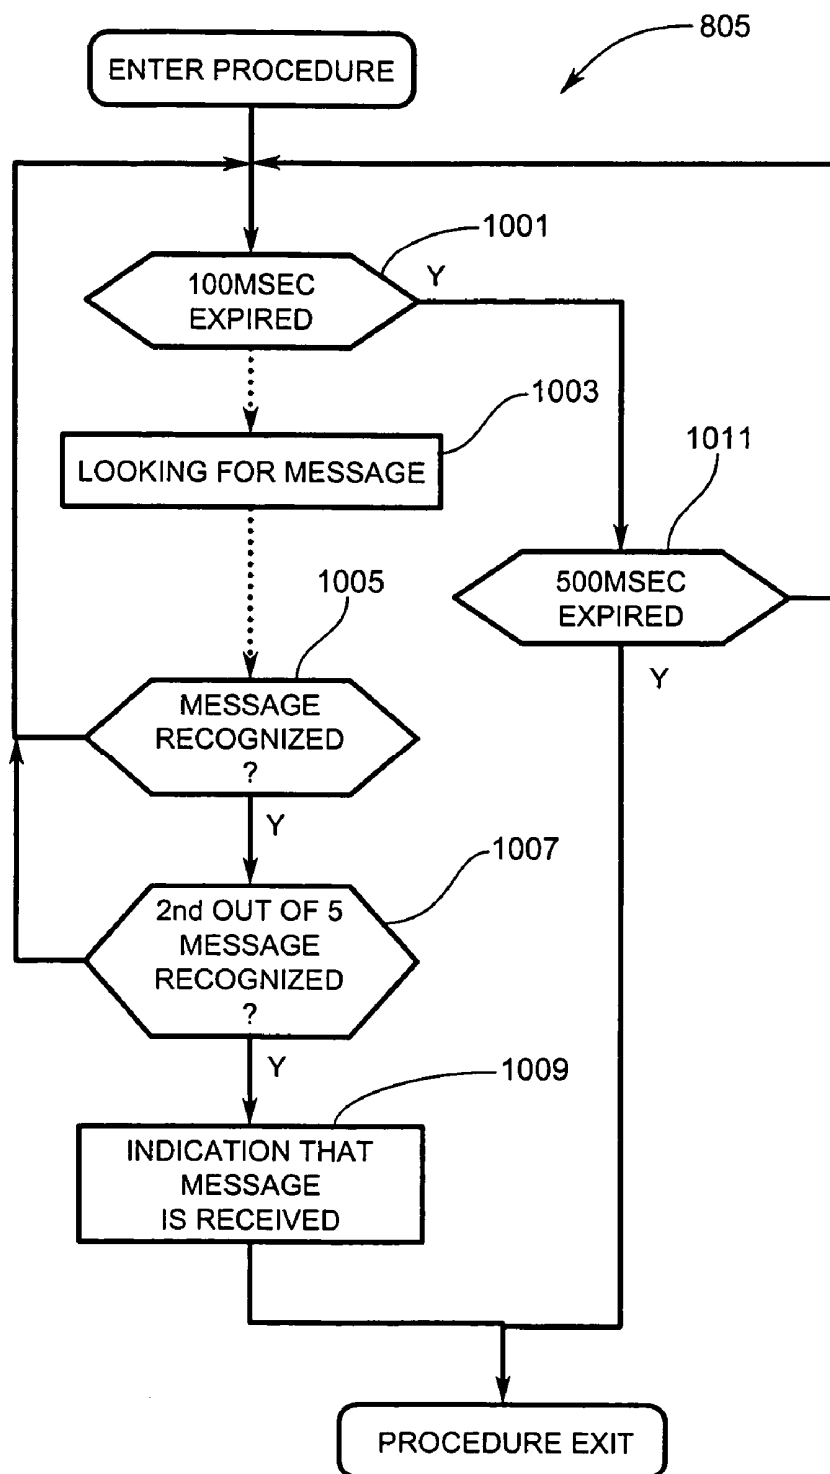 805
ENTER PROCEDURE
1001
100MSEC
EXPIRED
Y
1003
LOOKING FOR MESSAGE
1011
500MSEC
EXPIRED
Y
1005
MESSAGE
RECOGNIZED
?
Y
1007
2nd OUT OF 5
MESSAGE
RECOGNIZED
?
Y
1009
INDICATION THAT
MESSAGE
IS RECEIVED
PROCEDURE EXIT